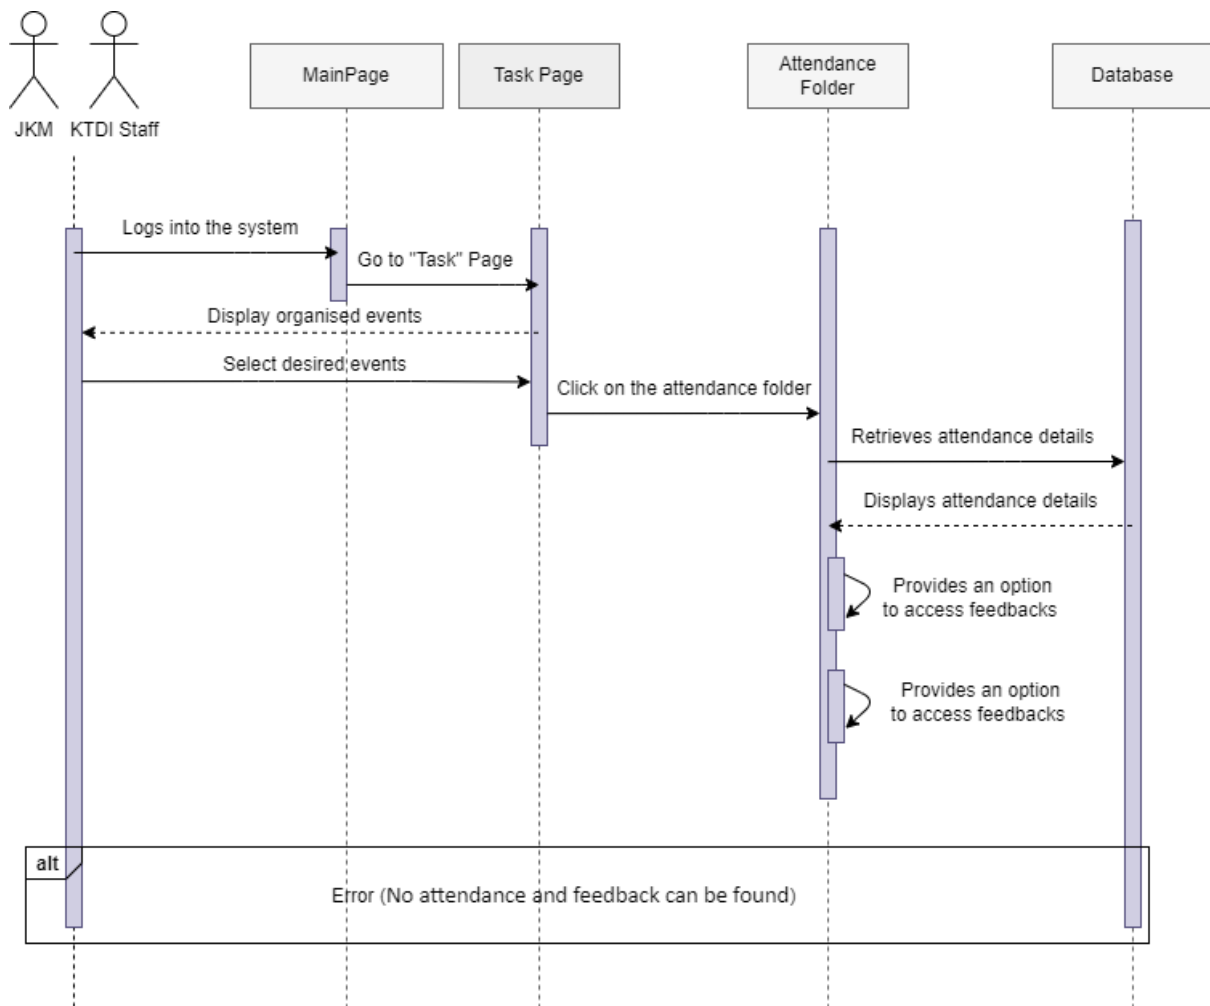 JKM
KTDI Staff
MainPage
Task Page
Attendance
Folder
Database
Logs into the system
Go to "Task" Page
Display organised events
Select desired events
Click on the attendance folder
Retrieves attendance details
Displays attendance details
Provides an option
to access feedbacks
Provides an option
to access feedbacks
alt
Error (No attendance and feedback can be found)